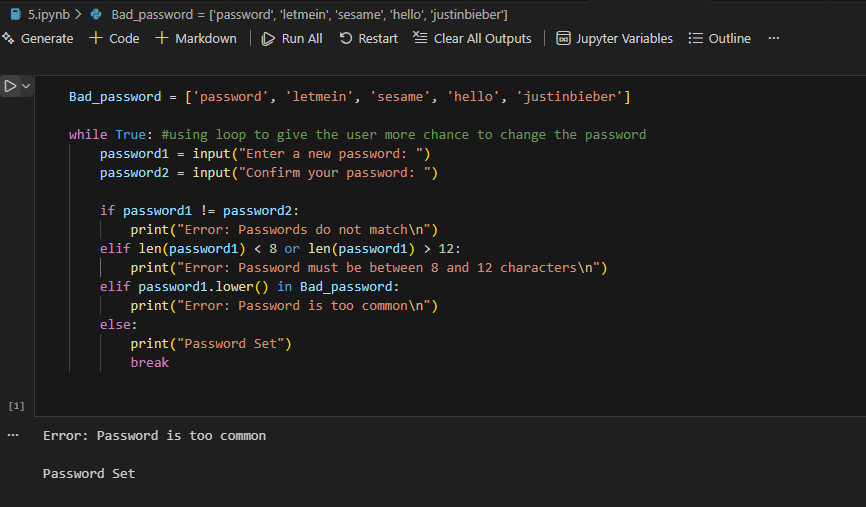 5.ipynb > Bad_password = ['password', 'letmein', 'sesame', 'hello', 'justinbieber']
Generate + Code + Markdown | Run All Restart Clear All Outputs | Jupyter Variables Outline ...
Bad_password = ['password', 'letmein', 'sesame', 'hello', 'justinbieber']
while True: #using loop to give the user more chance to change the password
    password1 = input("Enter a new password: ")
    password2 = input("Confirm your password: ")
    if password1 != password2:
        print("Error: Passwords do not match\n")
    elif len(password1) < 8 or len(password1) > 12:
        print("Error: Password must be between 8 and 12 characters\n")
    elif password1.lower() in Bad_password:
        print("Error: Password is too common\n")
    else:
        print("Password Set")
        break
[1]
... Error: Password is too common
Password Set